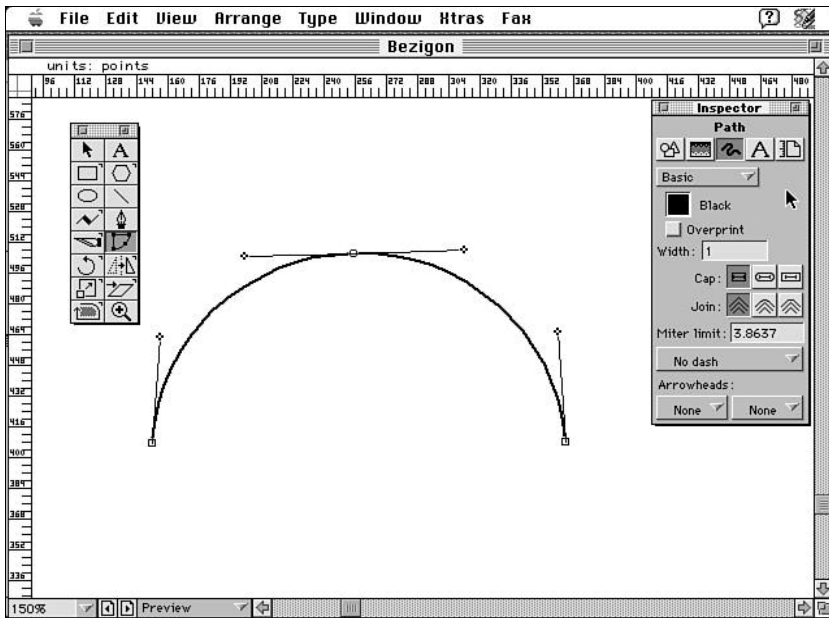 File Edit View Arrange Type Window Xtras Fax
Bezigon
units: points
96 112 128 144 160 176 192 208 224 240 256 272 288 304 320 336 352 368 384 400 416 432 448 464 480
576
560
544
528
512
496
480
464
448
432
416
400
384
368
352
336
A
Inspector
Path
A
Basic
Black
Overprint
Width: 1
Cap:
Join:
Miter limit: 3.8637
No dash
Arrowheads:
None None
150% Preview